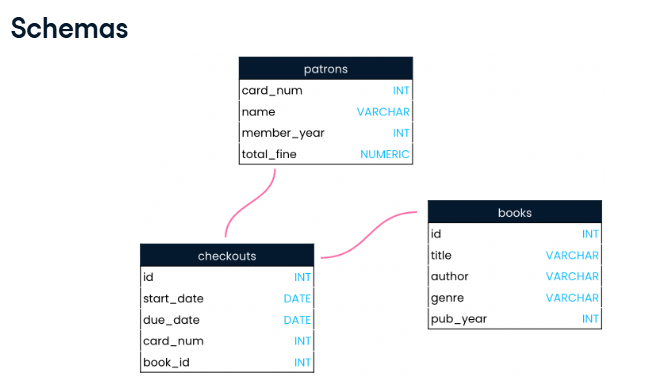 Schemas
patrons
card_num INT
name VARCHAR
member_year INT
total_fine NUMERIC
books
id INT
title VARCHAR
author VARCHAR
genre VARCHAR
pub_year INT
checkouts
id INT
start_date DATE
due_date DATE
card_num INT
book_id INT